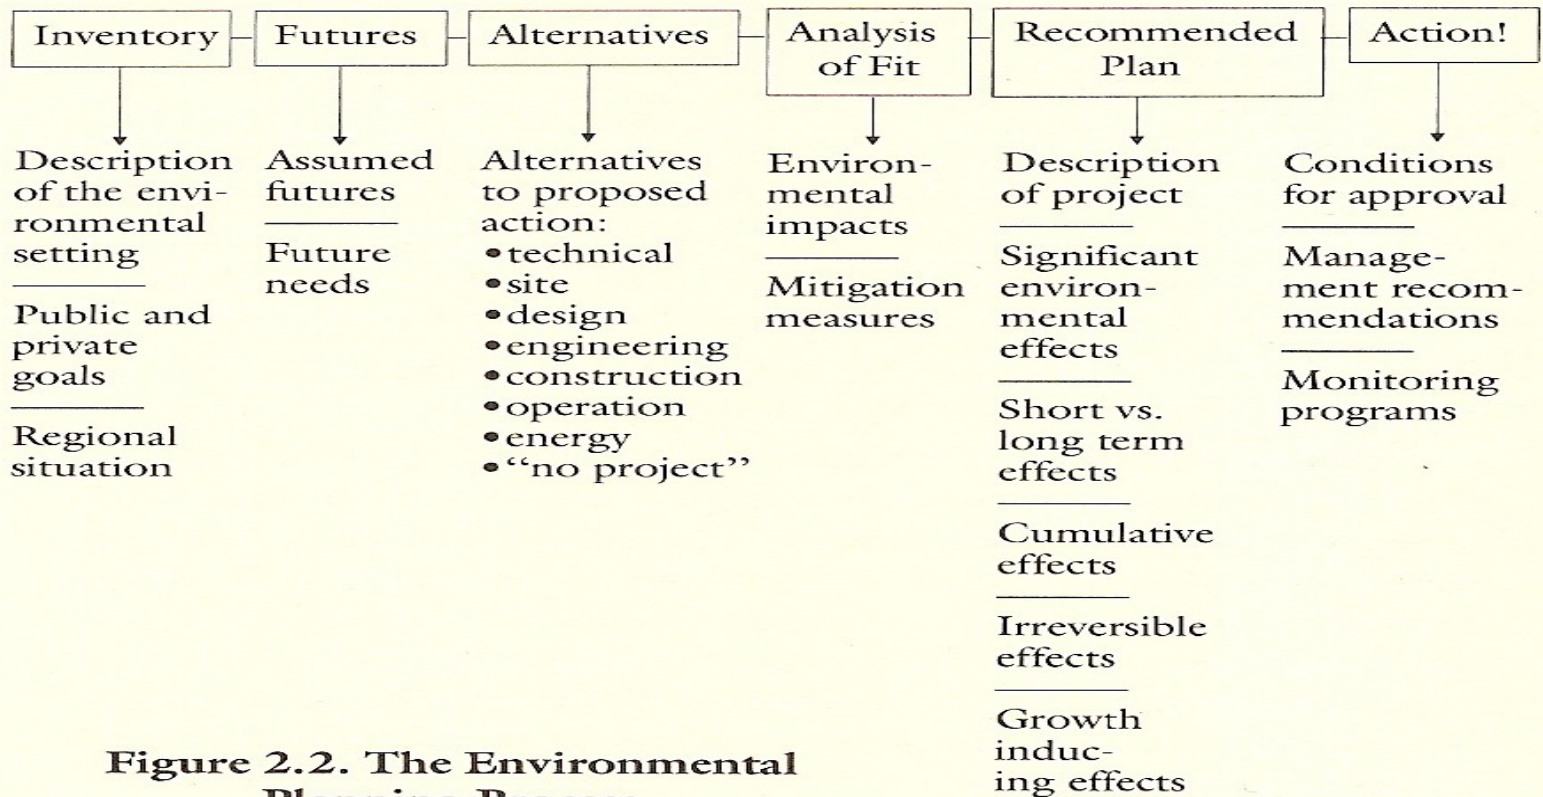 Inventory
Futures
Alternatives
Analysis
of Fit
Recommended
Plan
Action!
Description
of the envi-
ronmental
setting
Public and
private
goals
Regional
situation
Assumed
futures
Future
needs
Alternatives
to proposed
action:
• technical
• site
• design
• engineering
• construction
• operation
• energy
• “no project”
Environ-
mental
impacts
Mitigation
measures
Description
of project
Significant
environ-
mental
effects
Short vs.
long term
effects
Cumulative
effects
Irreversible
effects
Growth
induc-
ing effects
Conditions
for approval
Manage-
ment recom-
mendations
Monitoring
programs
Figure 2.2. The Environmental
Planning Process